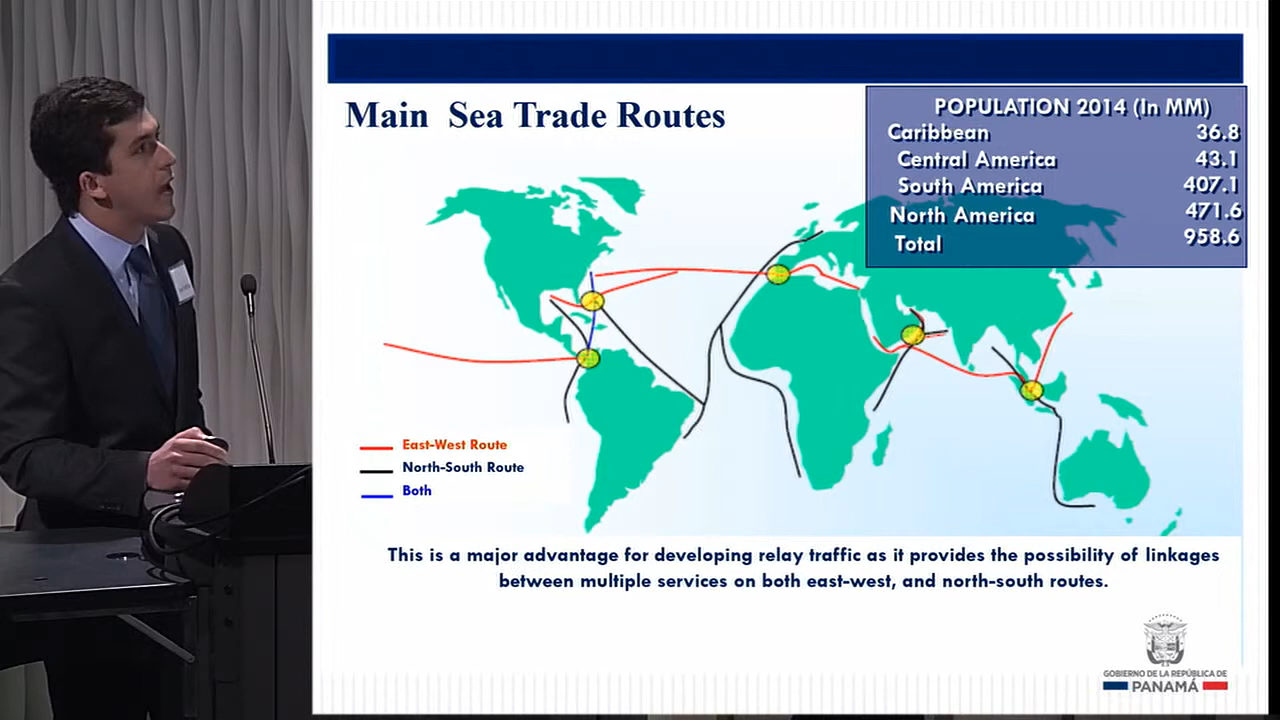 Main Sea Trade Routes
POPULATION 2014 (In MM)
Caribbean 36.8
Central America 43.1
South America 407.1
North America 471.6
Total 958.6
East-West Route
North-South Route
Both
This is a major advantage for developing relay traffic as it provides the possibility of linkages
between multiple services on both east-west, and north-south routes.
GOBIERNO DE LA REPÚBLICA DE
PANAMÁ